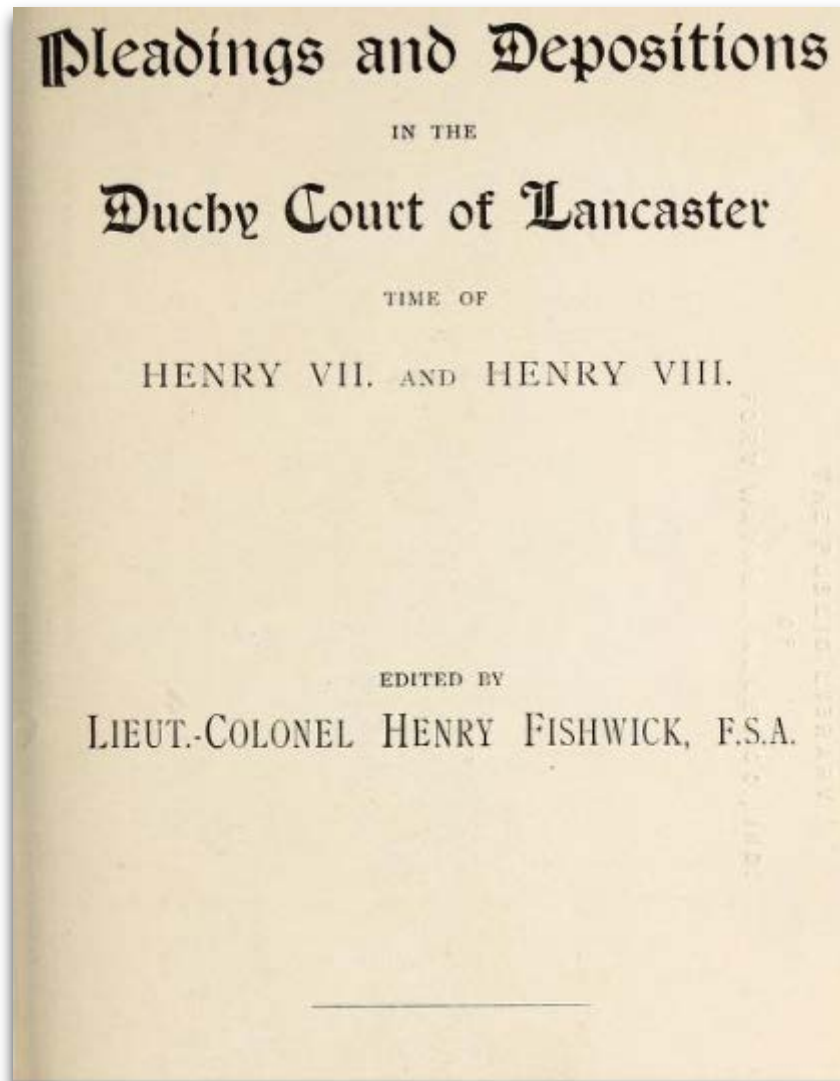 Pleadings and Depositions
IN THE
Duchy Court of Lancaster
TIME OF
HENRY VII. AND HENRY VIII.
EDITED BY
LIEUT.-COLONEL HENRY FISHWICK, F.S.A.